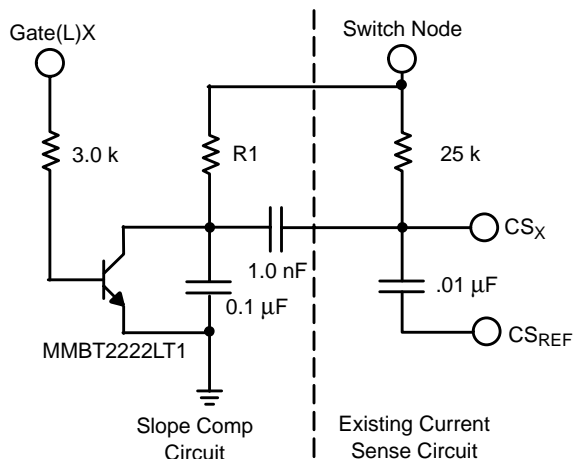 Gate(L)X
Switch Node
3.0 k
R1
25 k
CSX
1.0 nF
.01 μF
0.1 μF
CSREF
MMBT2222LT1
Slope Comp
Circuit
Existing Current
Sense Circuit